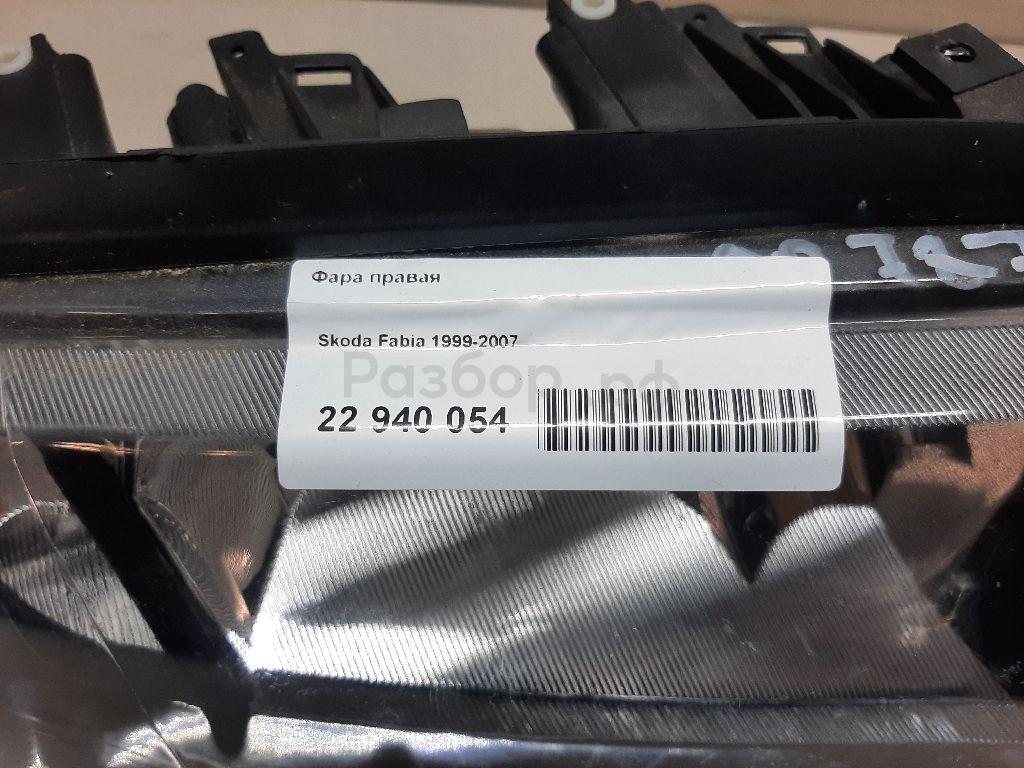 Фара правая
Skoda Fabia 1999-2007
Разбор.рф
22 940 054